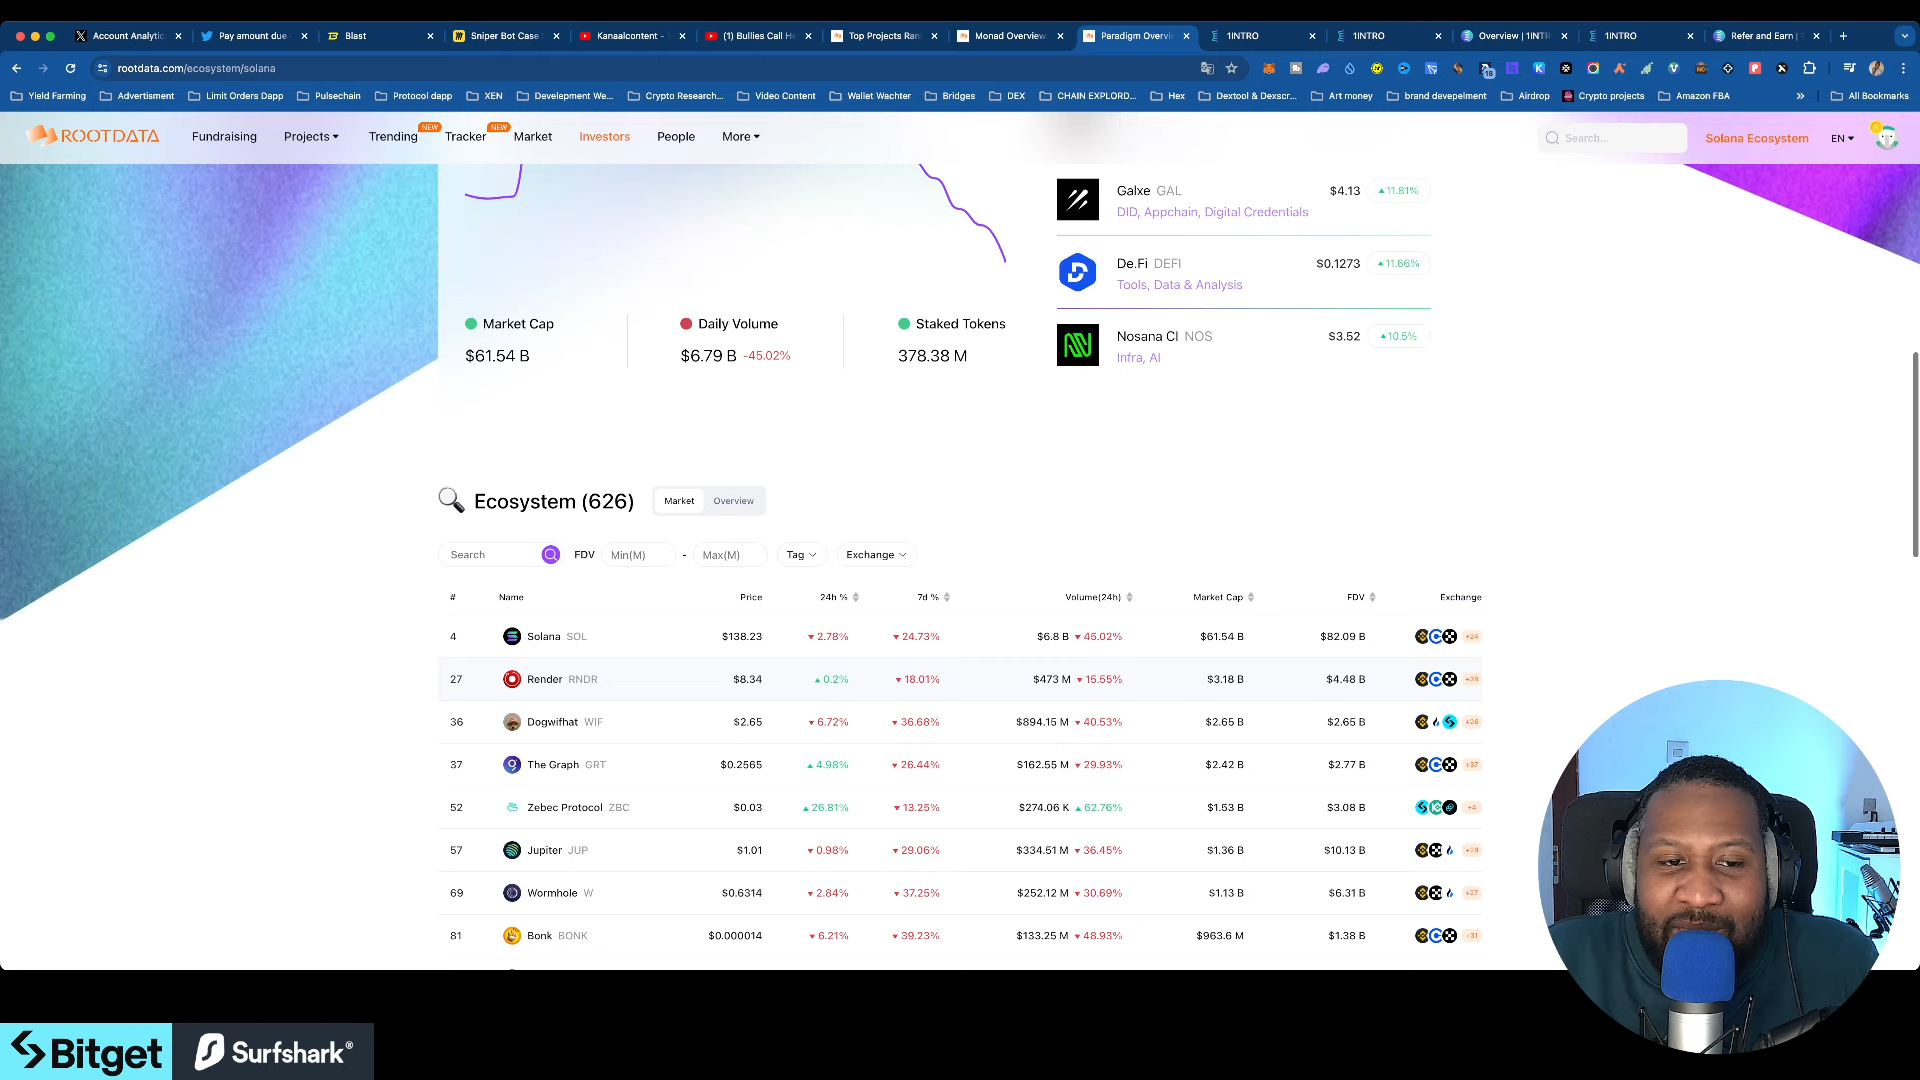 Account Analytic
Pay amount due
Blast
Sniper Bot Case
Kanaalcontent -
(1) Bullies Call He
Top Projects Ran
Monad Overview
Paradigm Overvi
1INTRO
1INTRO
Overview | 1INTR
1INTRO
Refer and Earn |
rootdata.com/ecosystem/solana
18
Yield Farming
Advertisment
Limit Orders Dapp
Pulsechain
Protocol dapp
XEN
Develepment We...
Crypto Research...
Video Content
Wallet Wachter
Bridges
DEX
CHAIN EXPLORD...
Hex
Dextool & Dexscr...
Art money
brand devepelment
Airdrop
Crypto projects
Amazon FBA
»
All Bookmarks
ROOTDATA
Fundraising
Projects
Trending NEW
Tracker NEW
Market
Investors
People
More
Search...
Solana Ecosystem
EN
Galxe GAL $4.13 11.81%
DID, Appchain, Digital Credentials
De.Fi DEFI $0.1273 11.66%
Tools, Data & Analysis
Nosana CI NOS $3.52 10.5%
Infra, AI
Market Cap Daily Volume Staked Tokens
$61.54 B $6.79 B -45.02% 378.38 M
Ecosystem (626) Market Overview
Search FDV Min(M) - Max(M) Tag Exchange
# Name Price 24h % 7d % Volume(24h) Market Cap FDV Exchange
4 Solana SOL $138.23 2.78% 24.73% $6.8 B 45.02% $61.54 B $82.09 B +24
27 Render RNDR $8.34 0.2% 18.01% $473 M 15.55% $3.18 B $4.48 B +38
36 Dogwifhat WIF $2.65 6.72% 36.68% $894.15 M 40.53% $2.65 B $2.65 B +26
37 The Graph GRT $0.2565 4.98% 26.44% $162.55 M 29.93% $2.42 B $2.77 B +37
52 Zebec Protocol ZBC $0.03 26.81% 13.25% $274.06 K 62.76% $1.53 B $3.08 B +4
57 Jupiter JUP $1.01 0.98% 29.06% $334.51 M 36.45% $1.36 B $10.13 B +29
69 Wormhole W $0.6314 2.84% 37.25% $252.12 M 30.69% $1.13 B $6.31 B +27
81 Bonk BONK $0.000014 6.21% 39.23% $133.25 M 48.93% $963.6 M $1.38 B +31
Bitget
Surfshark®